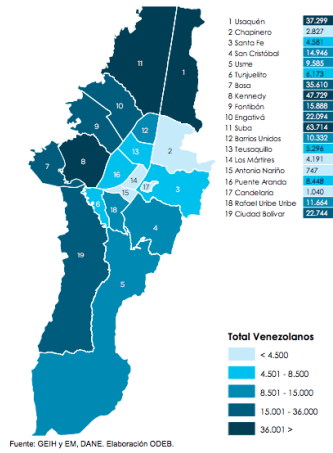 1 Usaquén 37.299
2 Chapinero 2.827
3 Santa Fe 4.581
4 San Cristóbal 14.946
5 Usme 9.585
6 Tunjuelito 6.173
7 Bosa 35.610
8 Kennedy 47.729
9 Fontibón 15.888
10 Engativá 22.094
11 Suba 63.714
12 Barrios Unidos 10.332
13 Teusaquillo 5.296
14 Los Mártires 4.191
15 Antonio Nariño 747
16 Puente Aranda 8.448
17 Candelaria 1.040
18 Rafael Uribe Uribe 11.664
19 Ciudad Bolívar 22.744
11
1
10
9
12
2
13
8
7
16
14
17
15
3
6
18
4
19
5
Total Venezolanos
< 4.500
4.501 - 8.500
8.501 - 15.000
15.001 - 36.000
36.001 >
Fuente: GEIH y EM, DANE. Elaboración ODEB.